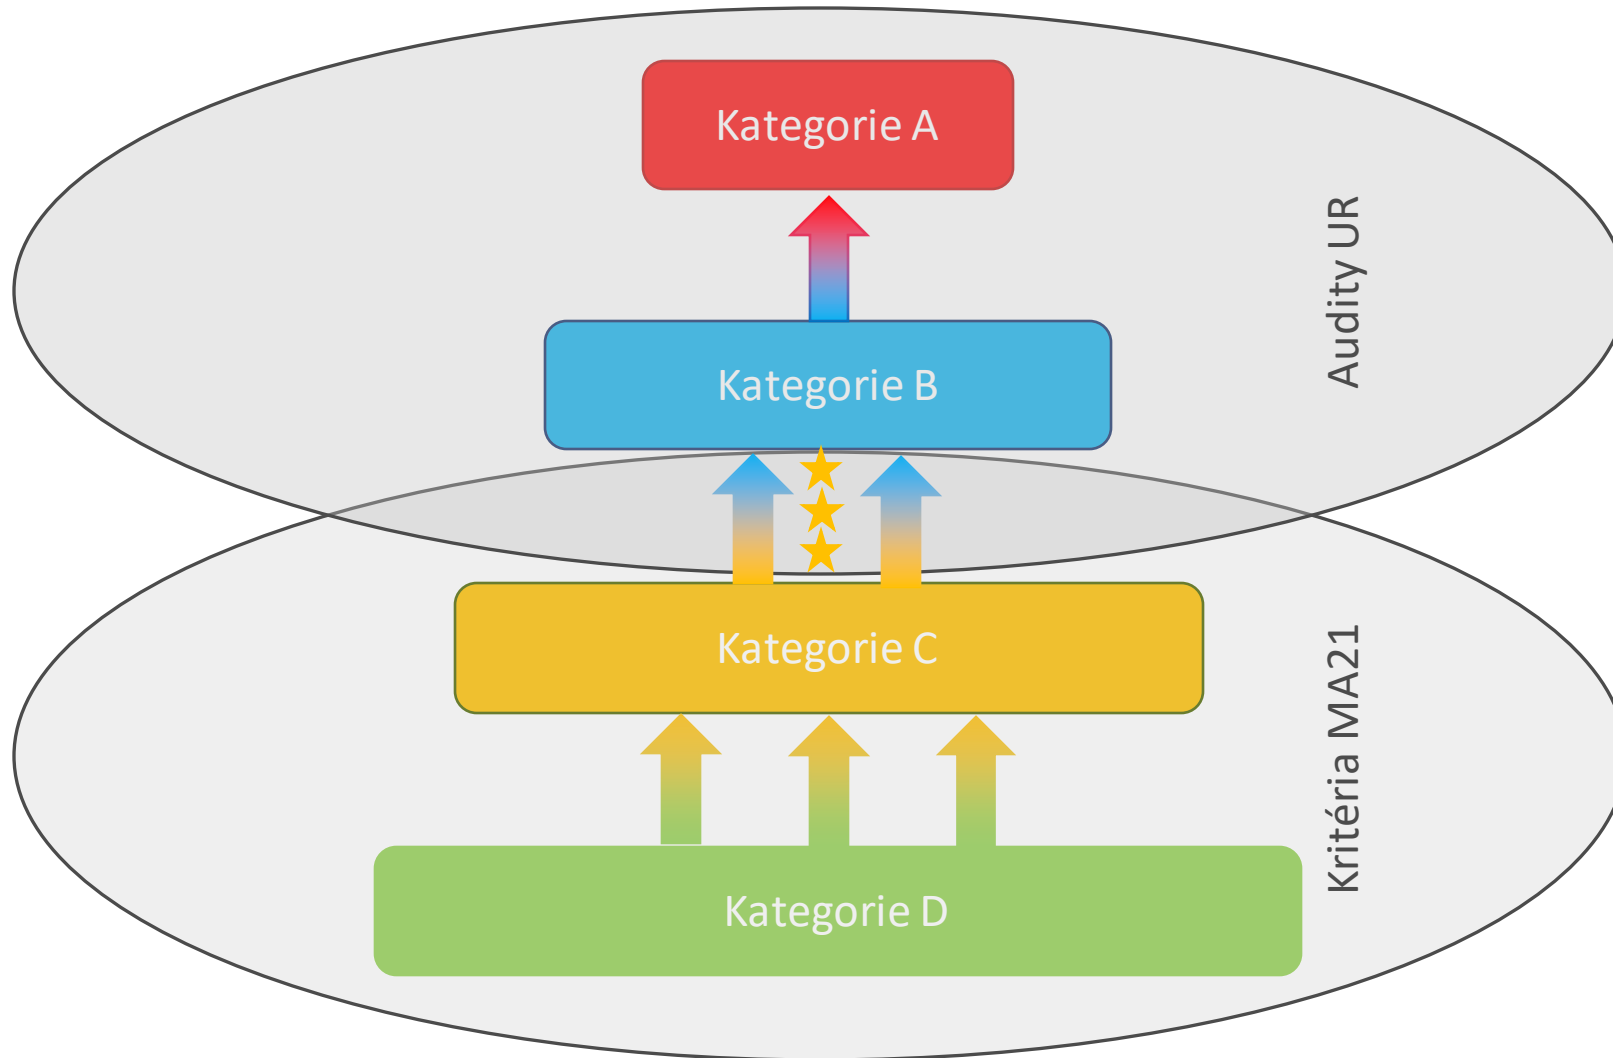 Kategorie A
Audity UR
Kategorie B
Kategorie C
Kritéria MA21
Kategorie D